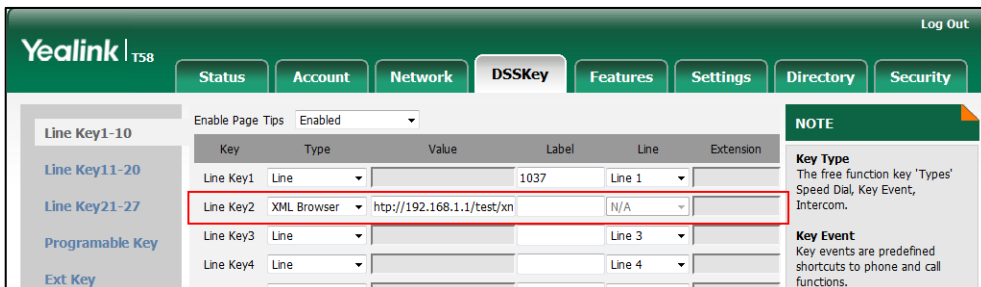 Log Out
Yealink T58
Status Account Network DSSKey Features Settings Directory Security
Line Key1-10
Line Key11-20
Line Key21-27
Programable Key
Ext Key
Enable Page Tips Enabled
Key Type Value Label Line Extension
Line Key1 Line 1037 Line 1
Line Key2 XML Browser htp://192.168.1.1/test/xn N/A
Line Key3 Line Line 3
Line Key4 Line Line 4
NOTE
Key Type
The free function key 'Types'
Speed Dial, Key Event,
Intercom.
Key Event
Key events are predefined
shortcuts to phone and call
functions.